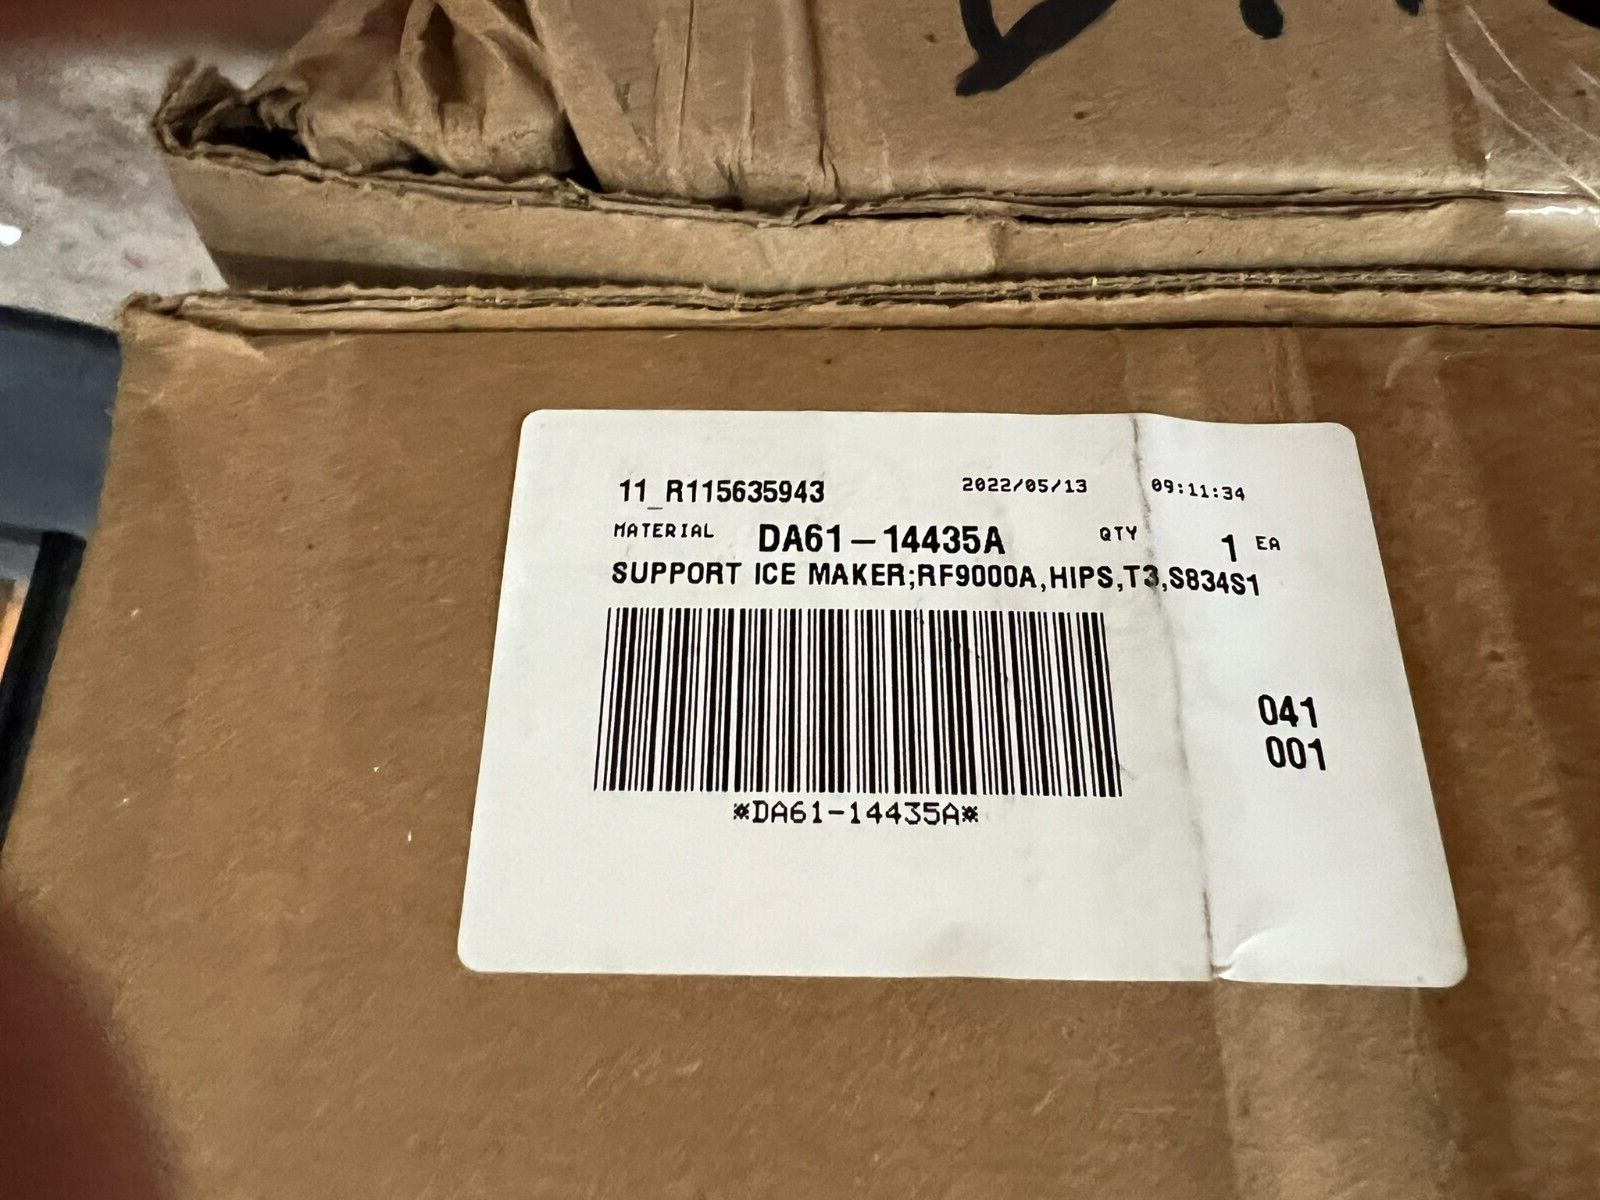 11_R115635943 2022/05/13 09:11:34
MATERIAL DA61-14435A QTY 1 EA
SUPPORT ICE MAKER;RF9000A,HIPS,T3,S834S1
*DA61-14435A*
041
001